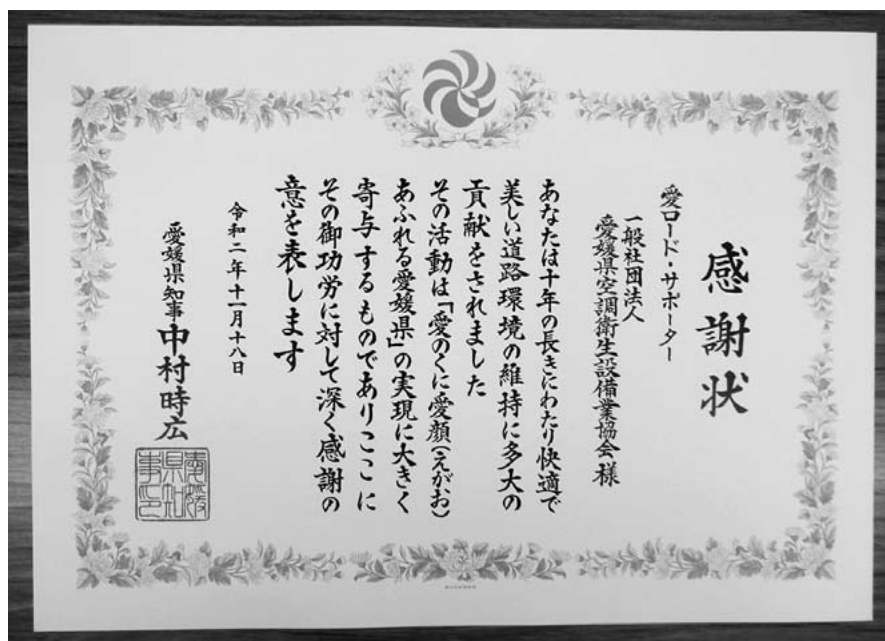 感謝状
愛ロード・サポーター
一般社団法人
愛媛県空調衛生設備業協会 様
あなたは十年の長きにわたり快適で
美しい道路環境の維持に多大の
貢献をされました
その活動は「愛のくに愛顔(えがお)
あふれる愛媛県」の実現に大きく
寄与するものでありここに
その御功労に対して深く感謝の
意を表します
令和二年十一月十八日
愛媛県知事 中村時広
愛媛
県知
事印